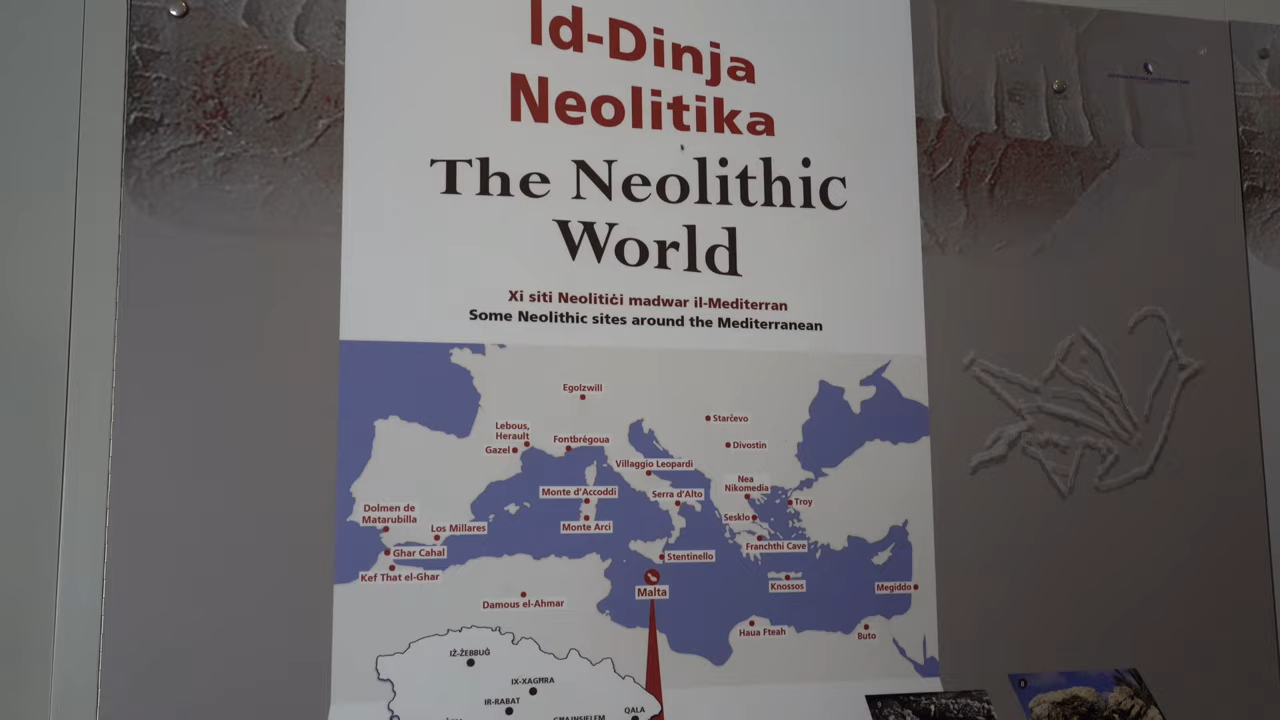 Id-Dinja
Neolitika
The Neolithic
World
Xi siti Neolitiċi madwar il-Mediterran
Some Neolithic sites around the Mediterranean
Egolzwill
Starčevo
Lebous,
Herault
Fontbrégoua
Divostin
Gazel
Villaggio Leopardi
Nea
Nikomedia
Monte d'Accoddi
Serra d'Alto
Troy
Dolmen de
Matarubilla
Sesklo
Los Millares
Monte Arci
Franchthi Cave
Ghar Cahal
Stentinello
Kef That el-Ghar
Malta
Knossos
Megiddo
Damous el-Ahmar
Haua Fteah
Buto
IŻ-ŻEBBUĠ
IX-XAGĦRA
IR-RABAT
GĦAJNSIELEM
QALA